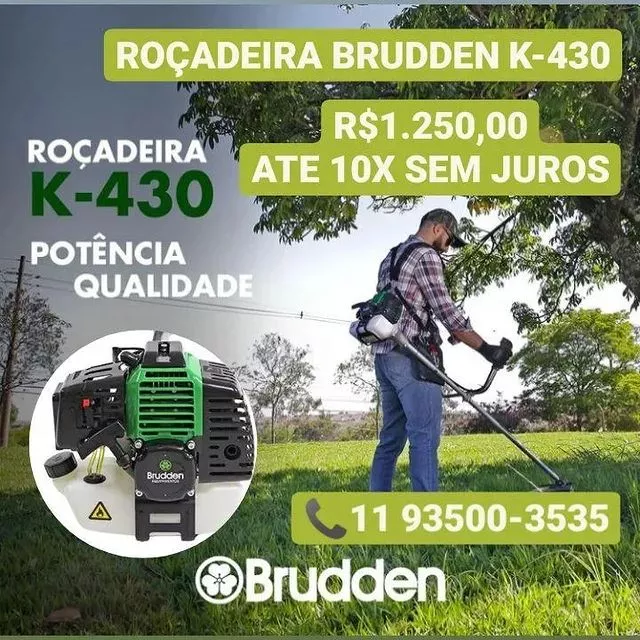 ROÇADEIRA BRUDDEN K-430
R$1.250,00
ATE 10X SEM JUROS
ROÇADEIRA
K-430
POTÊNCIA
QUALIDADE
Brudden
EQUIPAMENTOS
📞11 93500-3535
Brudden